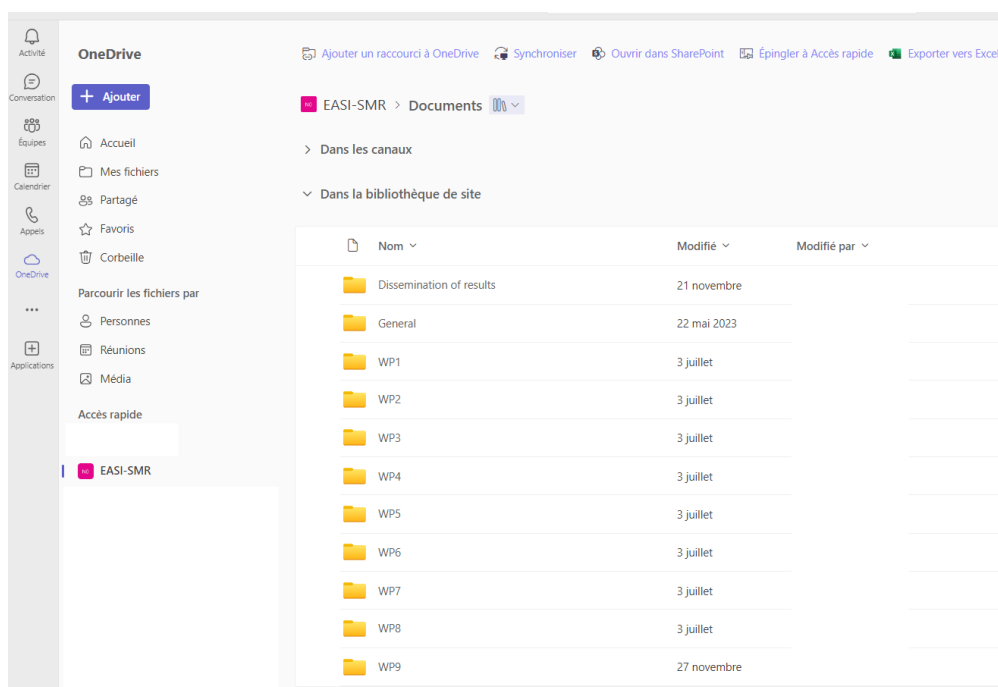 Activité
Conversation
Équipes
Calendrier
Appels
OneDrive
Applications
OneDrive
Ajouter
Accueil
Mes fichiers
Partagé
Favoris
Corbeille
Parcourir les fichiers par
Personnes
Réunions
Média
Accès rapide
EASI-SMR
Ajouter un raccourci à OneDrive Synchroniser Ouvrir dans SharePoint Épingler à Accès rapide Exporter vers Excel
EASI-SMR > Documents
Dans les canaux
Dans la bibliothèque de site
Nom Modifié Modifié par
Dissemination of results 21 novembre
General 22 mai 2023
WP1 3 juillet
WP2 3 juillet
WP3 3 juillet
WP4 3 juillet
WP5 3 juillet
WP6 3 juillet
WP7 3 juillet
WP8 3 juillet
WP9 27 novembre